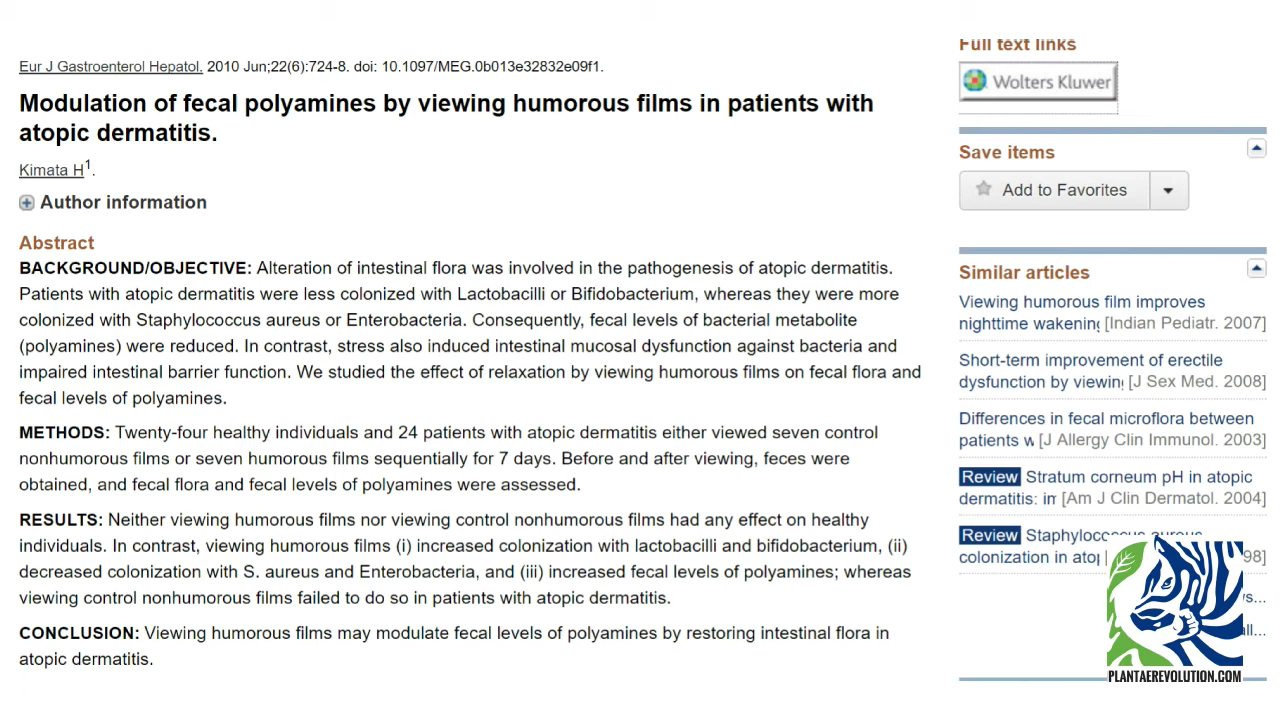 Eur J Gastroenterol Hepatol. 2010 Jun;22(6):724-8. doi: 10.1097/MEG.0b013e32832e09f1.
Modulation of fecal polyamines by viewing humorous films in patients with
atopic dermatitis.
Kimata H1.
Author information
Abstract
BACKGROUND/OBJECTIVE: Alteration of intestinal flora was involved in the pathogenesis of atopic dermatitis.
Patients with atopic dermatitis were less colonized with Lactobacilli or Bifidobacterium, whereas they were more
colonized with Staphylococcus aureus or Enterobacteria. Consequently, fecal levels of bacterial metabolite
(polyamines) were reduced. In contrast, stress also induced intestinal mucosal dysfunction against bacteria and
impaired intestinal barrier function. We studied the effect of relaxation by viewing humorous films on fecal flora and
fecal levels of polyamines.
METHODS: Twenty-four healthy individuals and 24 patients with atopic dermatitis either viewed seven control
nonhumorous films or seven humorous films sequentially for 7 days. Before and after viewing, feces were
obtained, and fecal flora and fecal levels of polyamines were assessed.
RESULTS: Neither viewing humorous films nor viewing control nonhumorous films had any effect on healthy
individuals. In contrast, viewing humorous films (i) increased colonization with lactobacilli and bifidobacterium, (ii)
decreased colonization with S. aureus and Enterobacteria, and (iii) increased fecal levels of polyamines; whereas
viewing control nonhumorous films failed to do so in patients with atopic dermatitis.
CONCLUSION: Viewing humorous films may modulate fecal levels of polyamines by restoring intestinal flora in
atopic dermatitis.
Full text links
Wolters Kluwer
Save items
Add to Favorites
Similar articles
Viewing humorous film improves
nighttime wakening [Indian Pediatr. 2007]
Short-term improvement of erectile
dysfunction by viewing [J Sex Med. 2008]
Differences in fecal microflora between
patients w [J Allergy Clin Immunol. 2003]
Review Stratum corneum pH in atopic
dermatitis: im [Am J Clin Dermatol. 2004]
Review Staphylococcus aureus
colonization in atop [ 98]
PLANTAEREVOLUTION.COM